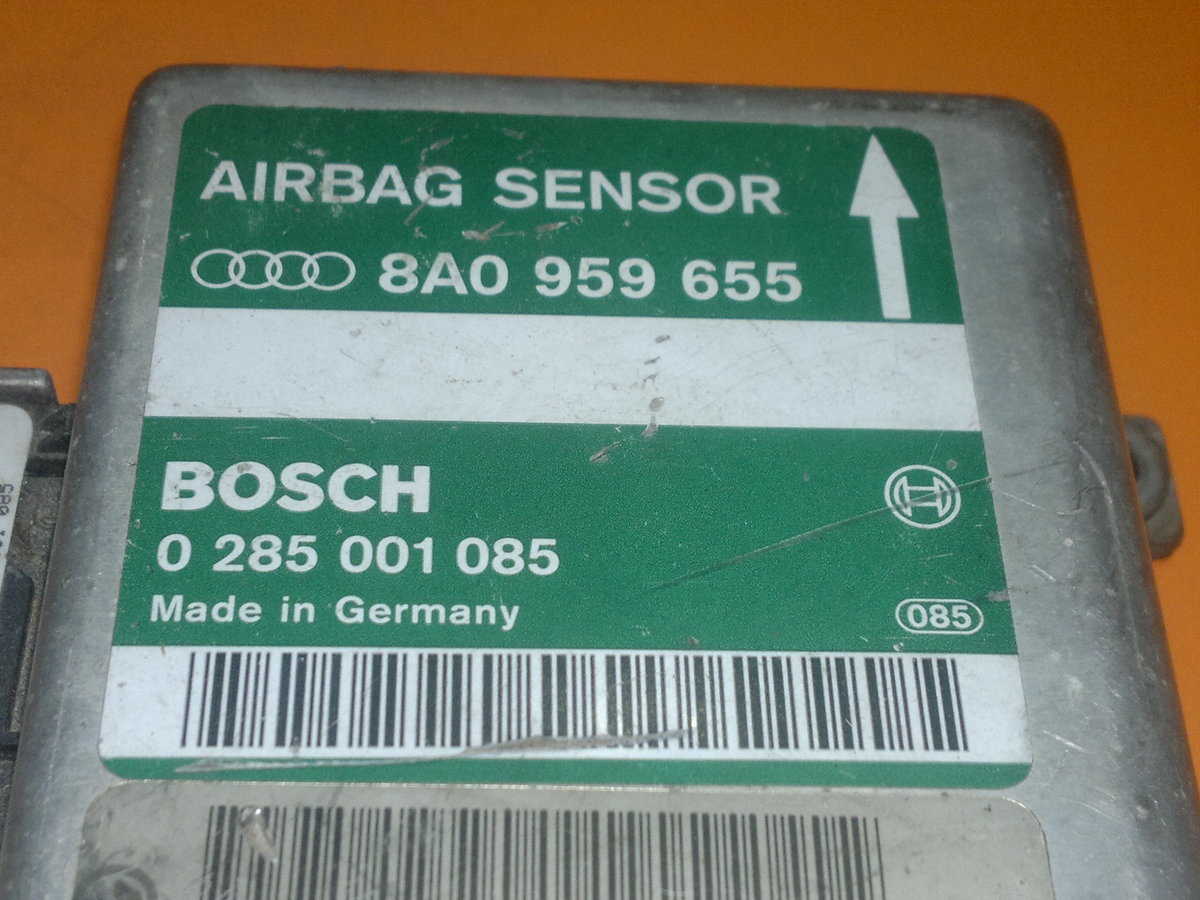 AIRBAG SENSOR
8A0 959 655
BOSCH
0 285 001 085
Made in Germany
085